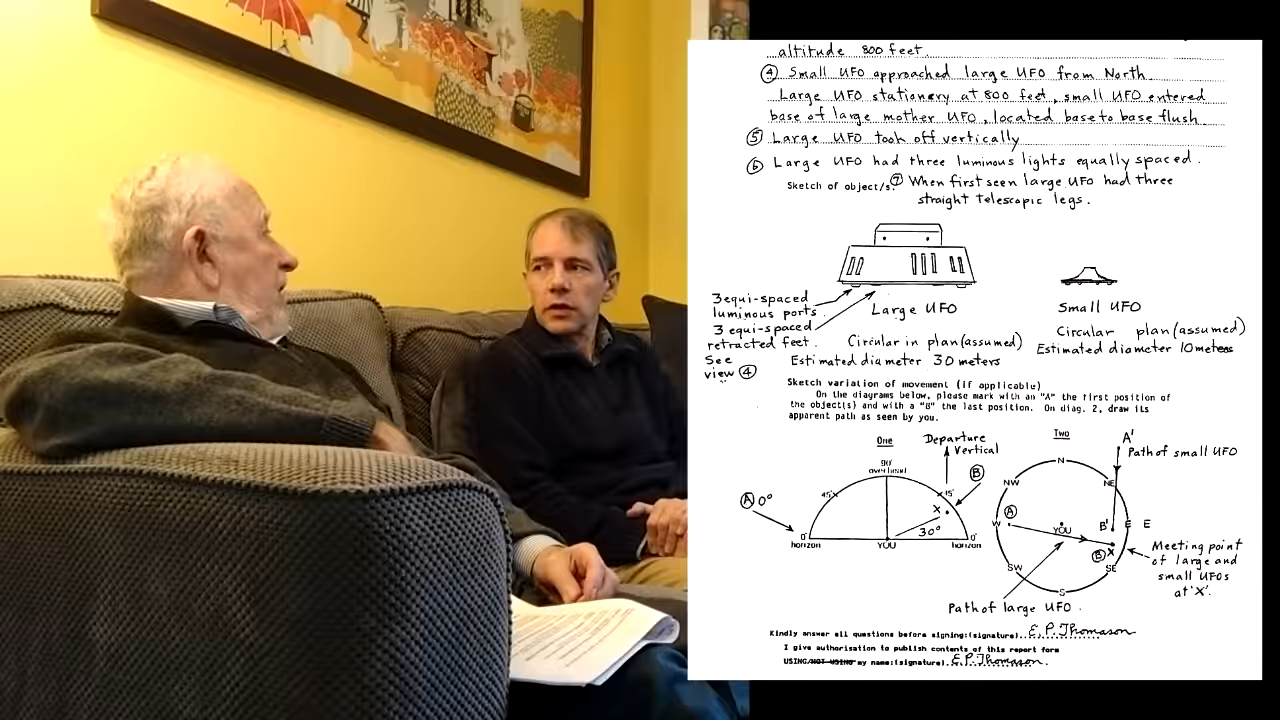 altitude 800 feet.
④ Small UFO approached large UFO from North.
Large UFO stationery at 800 feet, small UFO entered
base of large mother UFO, located base to base flush.
⑤ Large UFO took off vertically
⑥ Large UFO had three luminous lights equally spaced.
Sketch of object/s. ⑦ When first seen large UFO had three
straight telescopic legs.
3 equi-spaced
luminous ports.
3 equi-spaced
retracted feet.
See
view ④
Large UFO
Circular in plan (assumed)
Estimated diameter 30 meters
Small UFO
Circular plan (assumed)
Estimated diameter 10 meters
Sketch variation of movement (if applicable)
On the diagrams below, please mark with an "A" the first position of
the object(s) and with a "B" the last position. On diag. 2, draw its
apparent path as seen by you.
One
Departure
Vertical
90°
overhead
45°
45°
Ⓑ
X
Ⓐ 0°
30°
0°
horizon
YOU
0°
horizon
Two
A'
Path of small UFO
N
NW
NE
Ⓐ
W
YOU
B'
E
E
Ⓑ X
SW
SE
S
Meeting point
of large and
small UFOs
at 'X'.
Path of large UFO.
Kindly answer all questions before signing:(signature) E.P. Thomason
I give authorisation to publish contents of this report form
USING/NOT USING my name:(signature) E.P. Thomason.